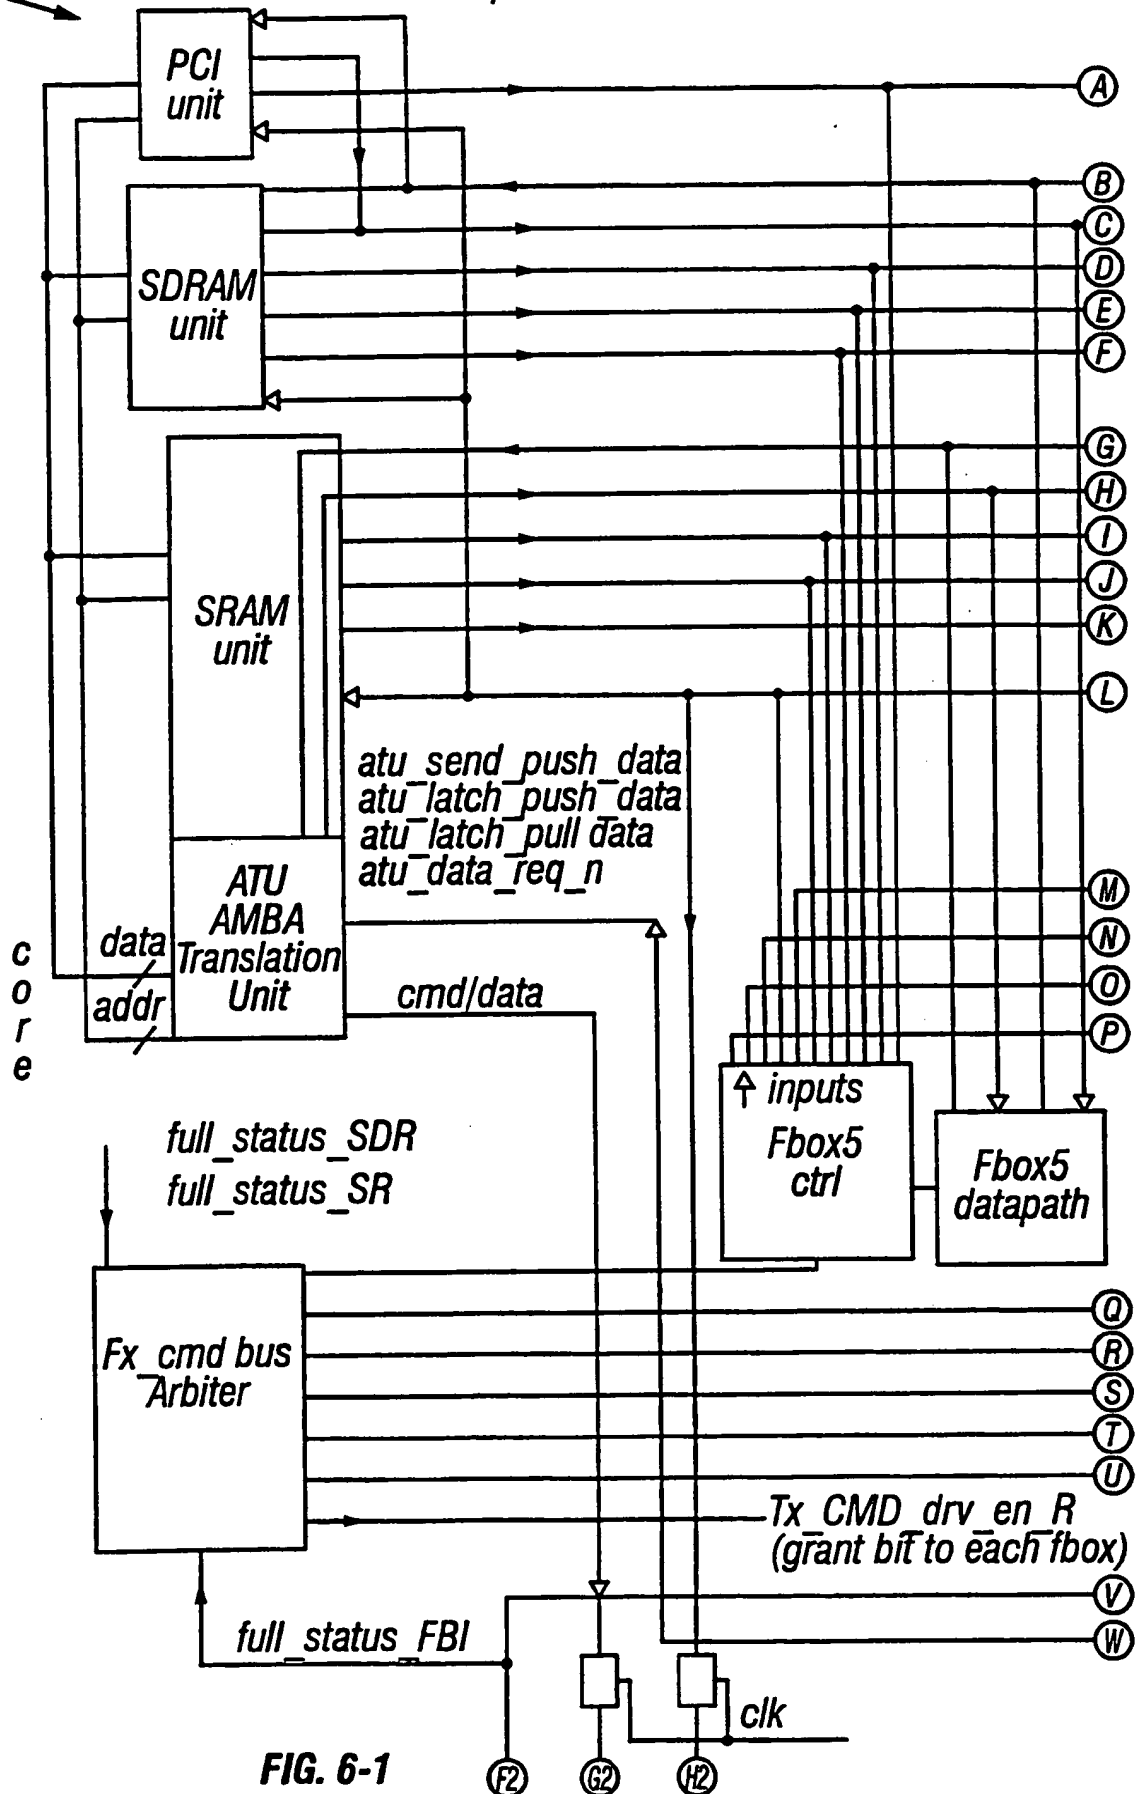 PCI
unit
A
B
C
SDRAM
unit
D
E
F
G
H
I
J
SRAM
unit
K
L
atu_send_push_data
atu_latch_push_data
atu_latch_pull data
atu_data_req_n
ATU
AMBA
Translation
Unit
M
N
O
P
core
data
addr
cmd/data
inputs
Fbox5
ctrl
Fbox5
datapath
full_status_SDR
full_status_SR
Fx_cmd bus
Arbiter
Q
R
S
T
U
Tx_CMD_drv_en_R
(grant bit to each fbox)
V
W
full_status_FBI
clk
FIG. 6-1
F2
G2
H2